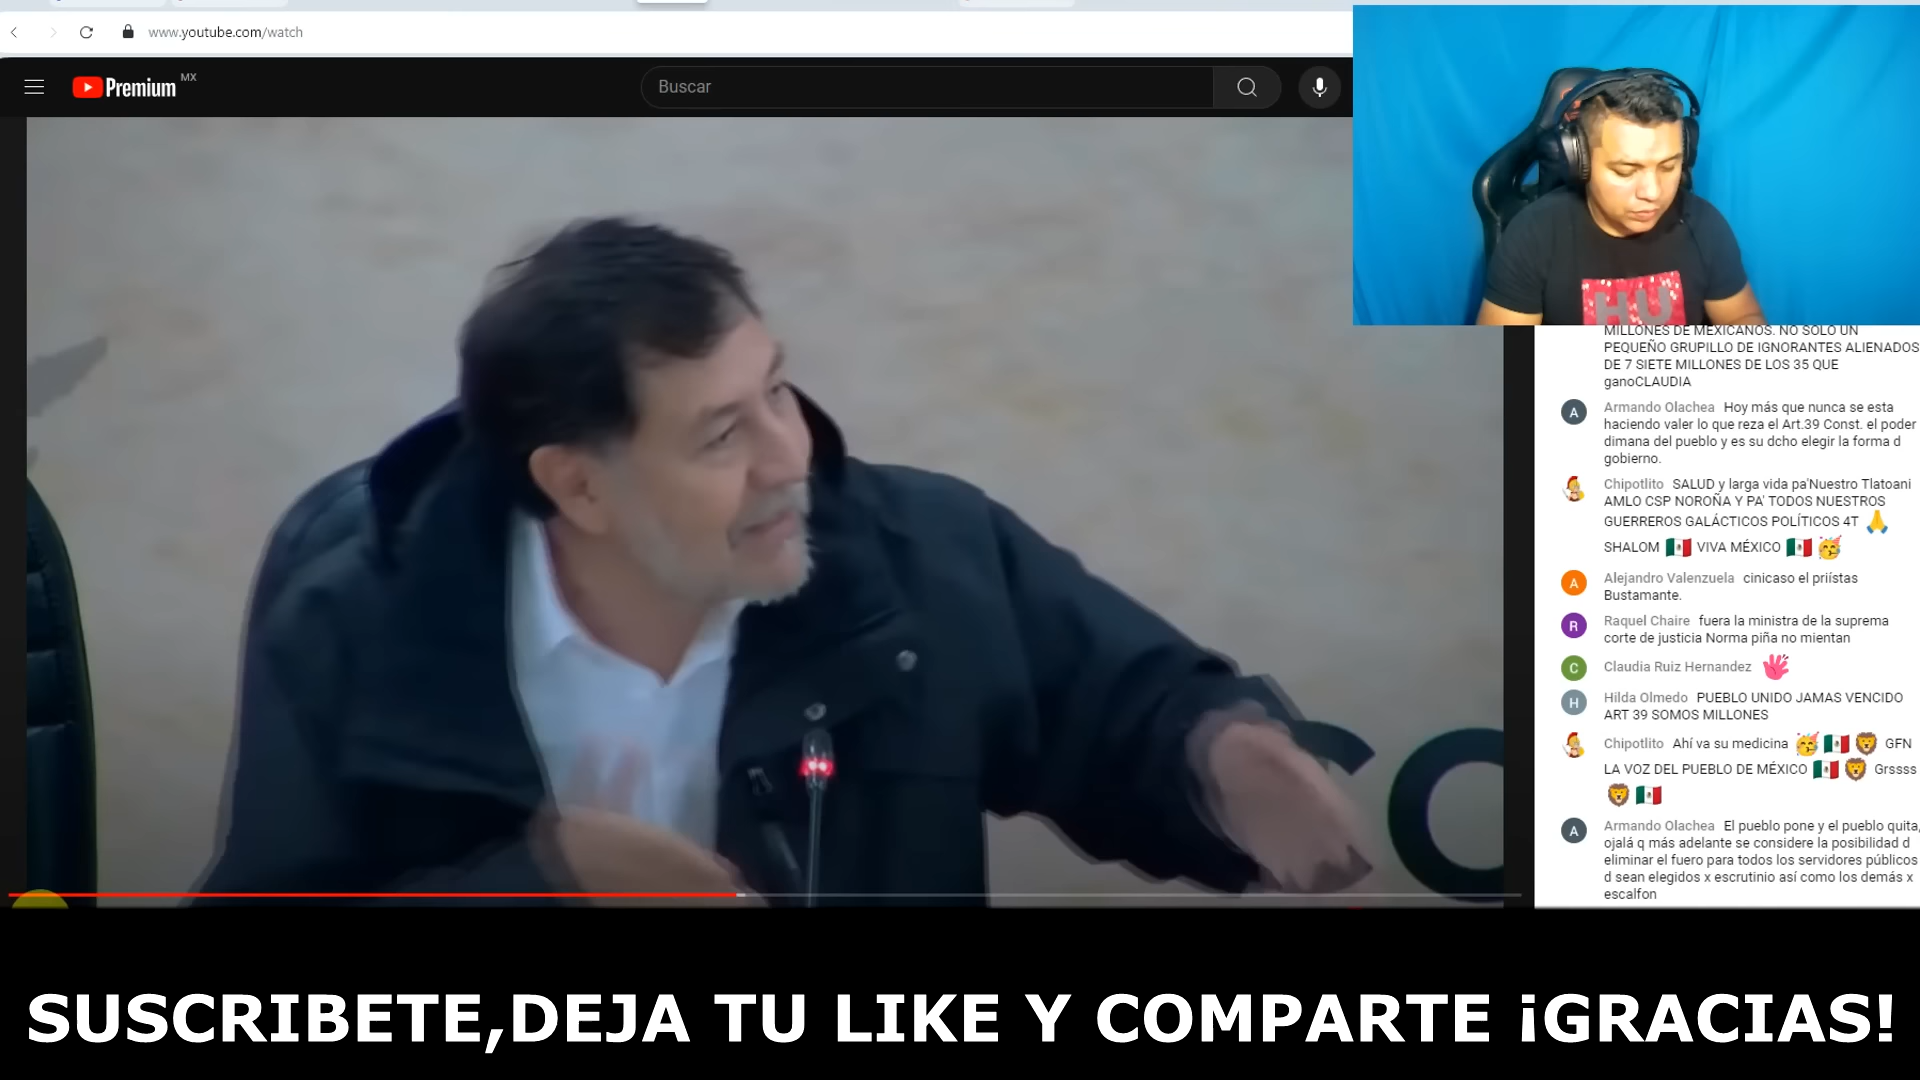 www.youtube.com/watch
Premium MX
Buscar
HU
MILLONES DE MEXICANOS. NO SOLO UN
PEQUEÑO GRUPILLO DE IGNORANTES ALIENADOS
DE 7 SIETE MILLONES DE LOS 35 QUE
ganoCLAUDIA
A
Armando Olachea Hoy más que nunca se esta
haciendo valer lo que reza el Art.39 Const. el poder
dimana del pueblo y es su dcho elegir la forma d
gobierno.
Chipotlito SALUD y larga vida pa'Nuestro Tlatoani
AMLO CSP NOROÑA Y PA' TODOS NUESTROS
GUERREROS GALÁCTICOS POLÍTICOS 4T 🙏
SHALOM 🇲🇽 VIVA MÉXICO 🇲🇽 🥳
A
Alejandro Valenzuela cinicaso el priístas
Bustamante.
R
Raquel Chaire fuera la ministra de la suprema
corte de justicia Norma piña no mientan
C
Claudia Ruiz Hernandez
H
Hilda Olmedo PUEBLO UNIDO JAMAS VENCIDO
ART 39 SOMOS MILLONES
Chipotlito Ahí va su medicina 🥳 🇲🇽 🦁 GFN
LA VOZ DEL PUEBLO DE MÉXICO 🇲🇽 🦁 Grssss
🦁 🇲🇽
A
Armando Olachea El pueblo pone y el pueblo quita,
ojalá q más adelante se considere la posibilidad d
eliminar el fuero para todos los servidores públicos
d sean elegidos x escrutinio así como los demás x
escalfon
SUSCRIBETE,DEJA TU LIKE Y COMPARTE ¡GRACIAS!